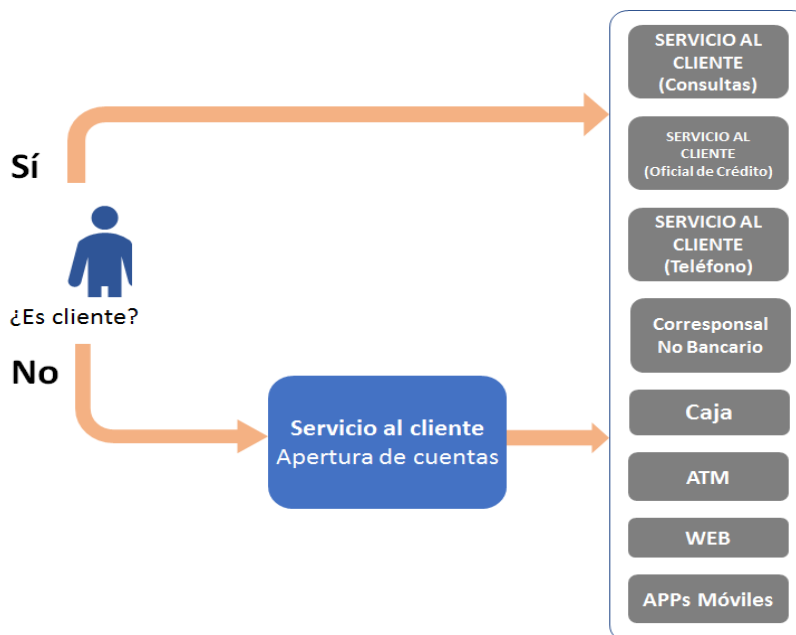 Sí
¿Es cliente?
No
Servicio al cliente
Apertura de cuentas
SERVICIO AL
CLIENTE
(Consultas)
SERVICIO AL
CLIENTE
(Oficial de Crédito)
SERVICIO AL
CLIENTE
(Teléfono)
Corresponsal
No Bancario
Caja
ATM
WEB
APPs Móviles